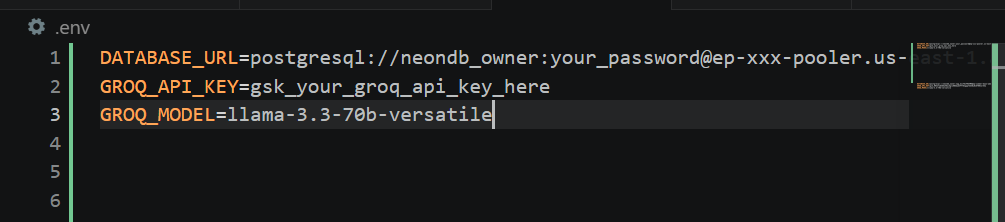 .env
1 DATABASE_URL=postgresql://neondb_owner:your_password@ep-xxx-pooler.us-east-1.
2 GROQ_API_KEY=gsk_your_groq_api_key_here
3 GROQ_MODEL=llama-3.3-70b-versatile
4
5
6